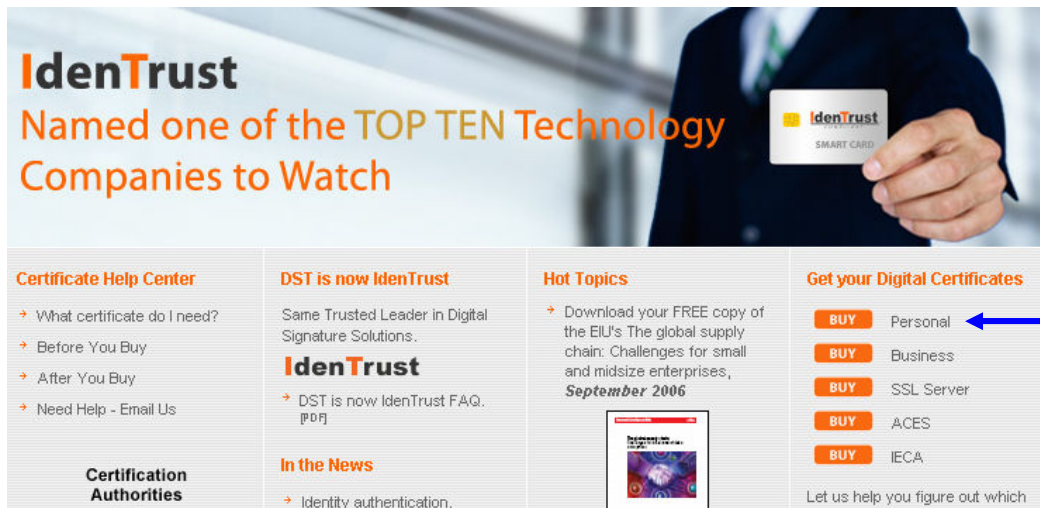 IdenTrust
Named one of the TOP TEN Technology
Companies to Watch
IdenTrust
SMART CARD
Certificate Help Center
What certificate do I need?
Before You Buy
After You Buy
Need Help - Email Us
Certification
Authorities
DST is now IdenTrust
Same Trusted Leader in Digital
Signature Solutions.
IdenTrust
DST is now IdenTrust FAQ.
[PDF]
In the News
Identity authentication,
Hot Topics
Download your FREE copy of
the EIU's The global supply
chain: Challenges for small
and midsize enterprises,
September 2006
Get your Digital Certificates
BUY Personal
BUY Business
BUY SSL Server
BUY ACES
BUY IECA
Let us help you figure out which